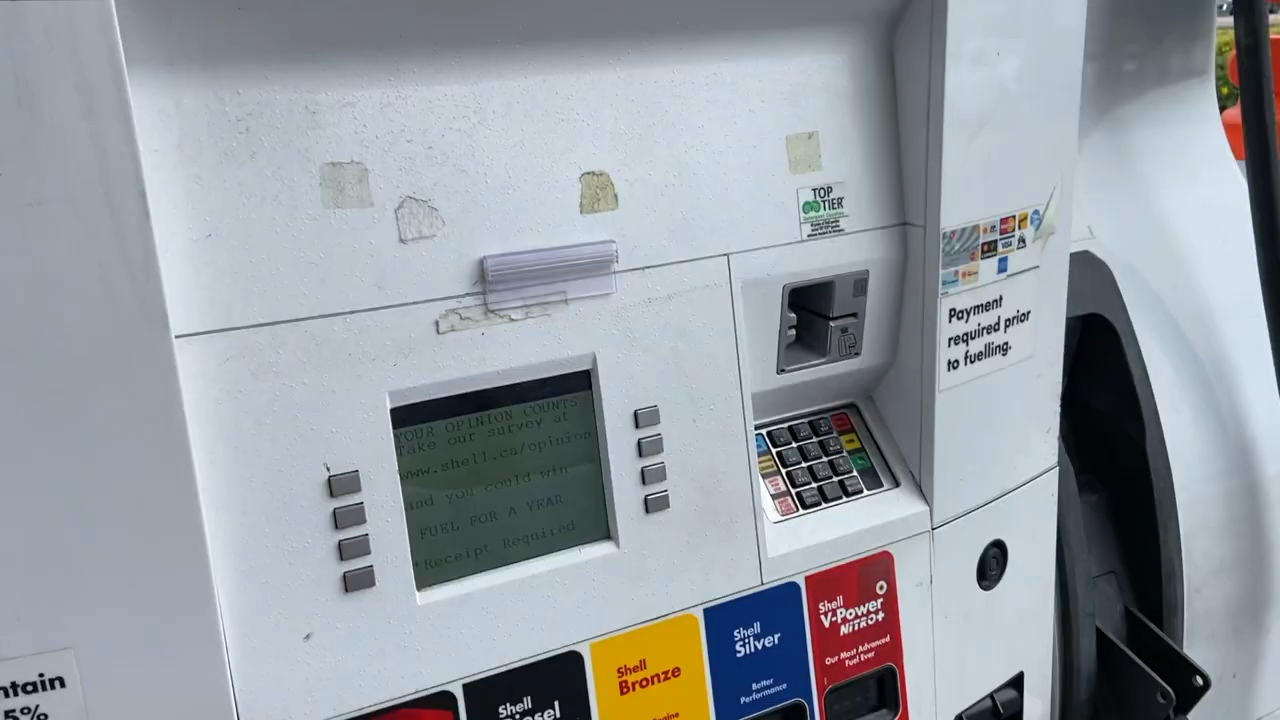 TOP
TIER
Payment
required prior
to fuelling.
VISA
YOUR OPINION COUNTS
Take our survey at
www.shell.ca/opinion
and you could win
FUEL FOR A YEAR
*Receipt Required
Shell
V-Power
NiTRO+
Our Most Advanced
Fuel Ever
Shell
Silver
Better
Performance
Shell
Bronze
Shell
ntain
5%